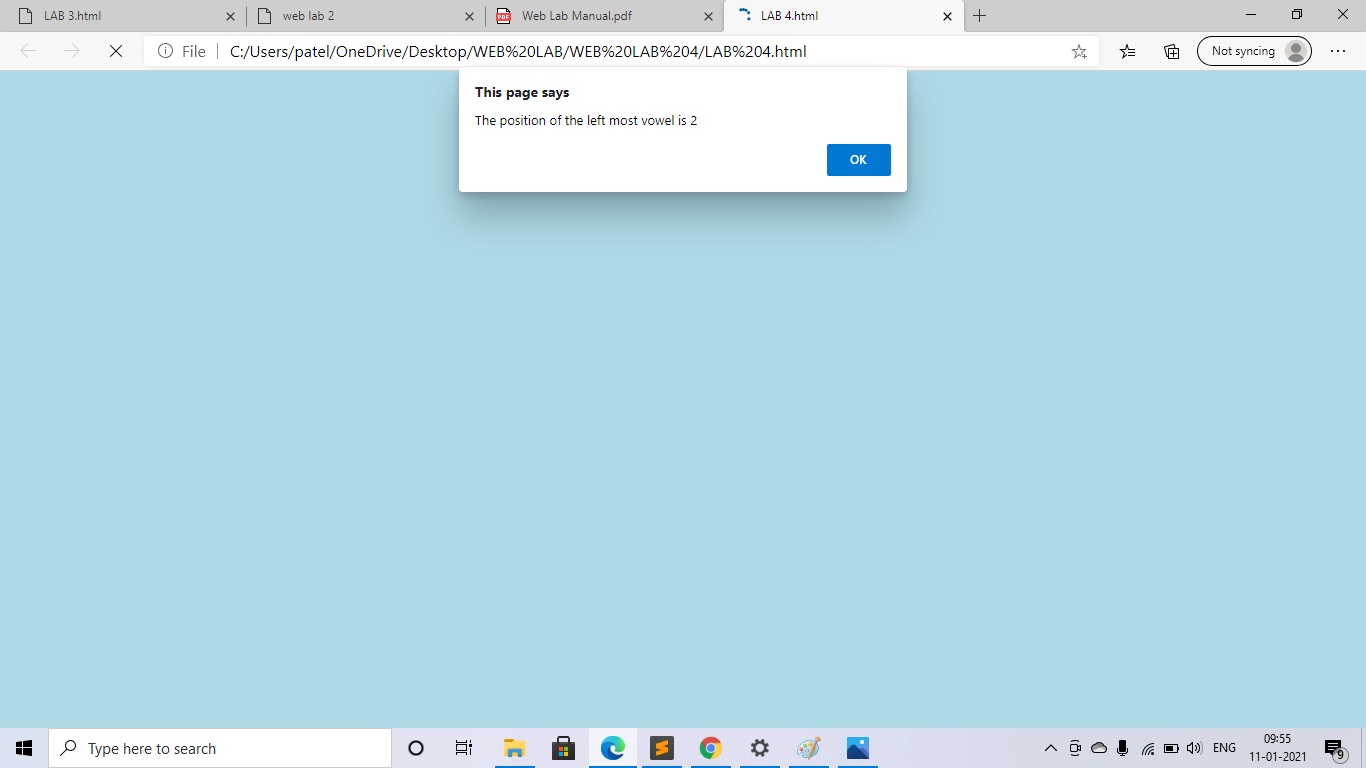 LAB 3.html
web lab 2
PDF
Web Lab Manual.pdf
LAB 4.html
File
C:/Users/patel/OneDrive/Desktop/WEB%20LAB/WEB%20LAB%204/LAB%204.html
Not syncing
This page says
The position of the left most vowel is 2
OK
Type here to search
ENG
09:55
11-01-2021
9